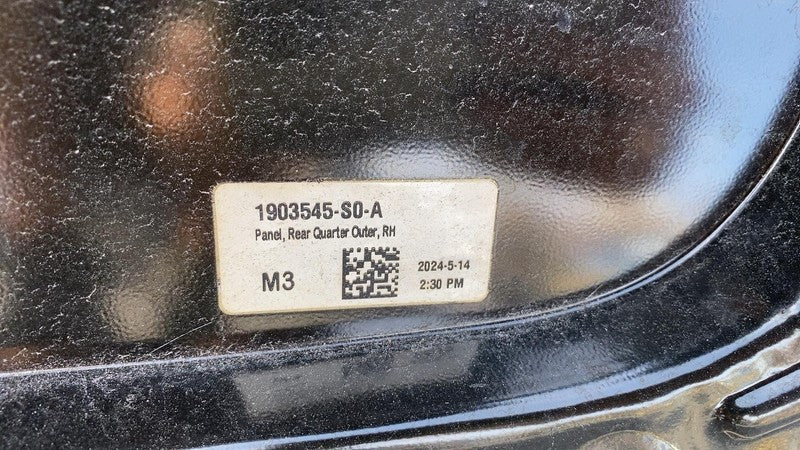 1903545-S0-A
Panel, Rear Quarter Outer, RH
M3
2024-5-14
2:30 PM